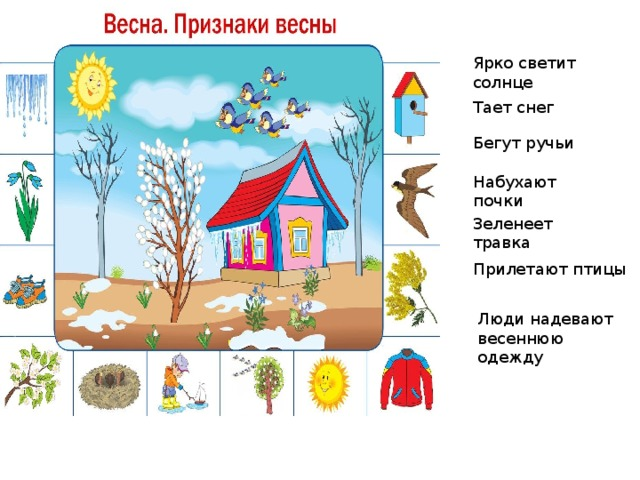 Весна. Признаки весны
Ярко светит
солнце
Тает снег
Бегут ручьи
Набухают
почки
Зеленеет
травка
Прилетают птицы
Люди надевают
весеннюю
одежду